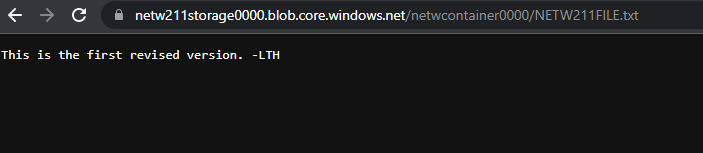 netw211storage0000.blob.core.windows.net/netwcontainer0000/NETW211FILE.txt
This is the first revised version. -LTH